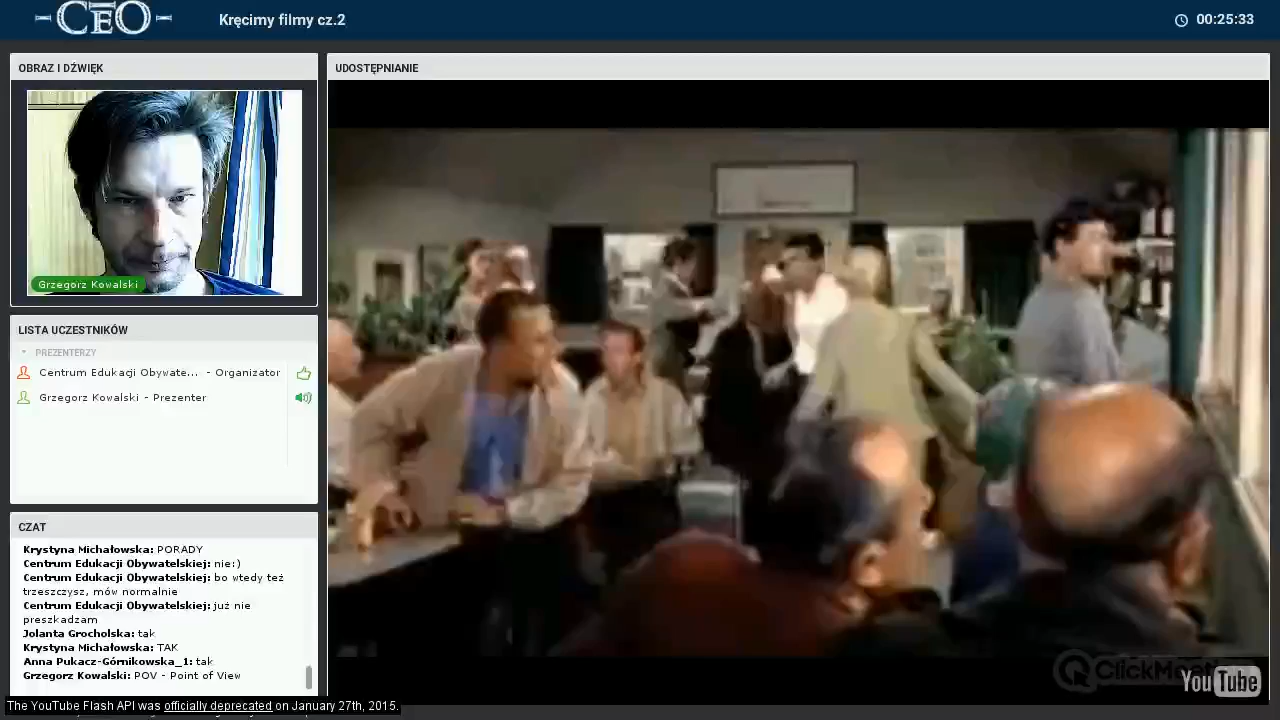 CEO
Kręcimy filmy cz.2
00:25:33
OBRAZ I DŹWIĘK
UDOSTĘPNIANIE
Grzegorz Kowalski
LISTA UCZESTNIKÓW
PREZENTERZY
Centrum Edukacji Obywate... - Organizator
Grzegorz Kowalski - Prezenter
CZAT
Krystyna Michałowska: PORADY
Centrum Edukacji Obywatelskiej: nie:)
Centrum Edukacji Obywatelskiej: bo wtedy też
trzeszczysz, mów normalnie
Centrum Edukacji Obywatelskiej: już nie
preszkadzam
Jolanta Grocholska: tak
Krystyna Michałowska: TAK
Anna Pukacz-Górnikowska_1: tak
Grzegorz Kowalski: POV - Point of View
ClickMeeting
YouTube
The YouTube Flash API was officially deprecated on January 27th, 2015.